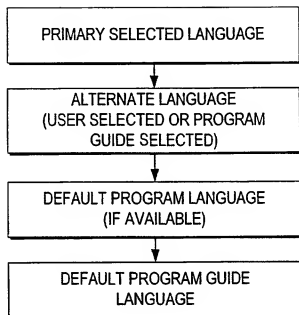 PRIMARY SELECTED LANGUAGE
ALTERNATE LANGUAGE
(USER SELECTED OR PROGRAM
GUIDE SELECTED)
DEFAULT PROGRAM LANGUAGE
(IF AVAILABLE)
DEFAULT PROGRAM GUIDE
LANGUAGE